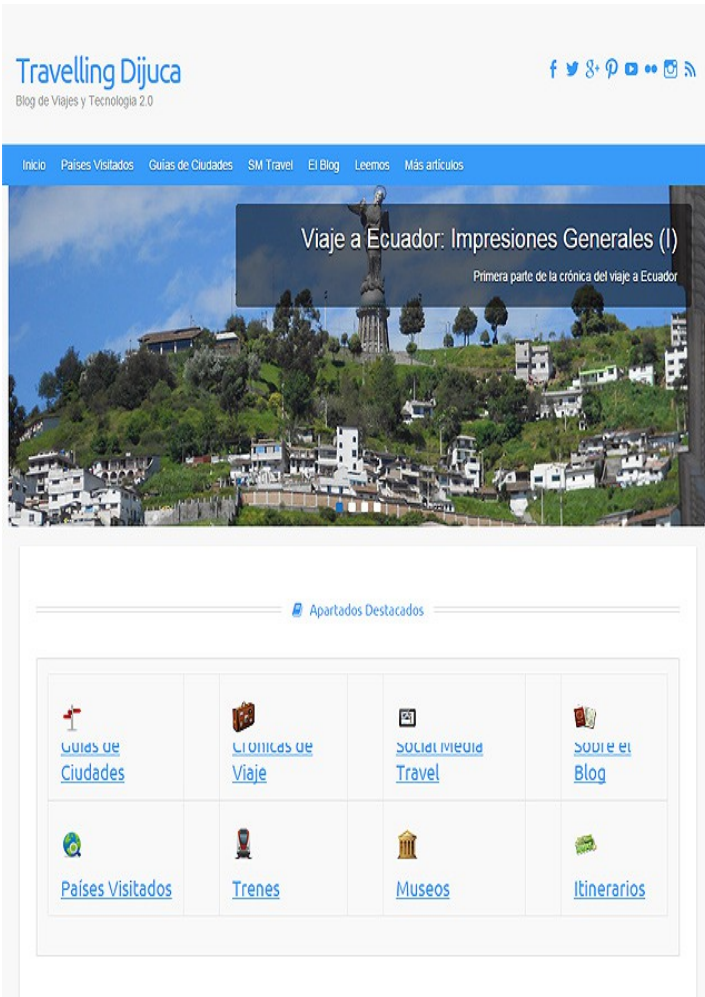 Travelling Dijuca
Blog de Viajes y Tecnologia 2.0
Inicio Países Visitados Guías de Ciudades SM Travel El Blog Leemos Más artículos
Viaje a Ecuador: Impresiones Generales (I)
Primera parte de la crónica del viaje a Ecuador
Apartados Destacados
Guías de
Ciudades
Crónicas de
Viaje
Social Media
Travel
Sobre el
Blog
Países Visitados
Trenes
Museos
Itinerarios